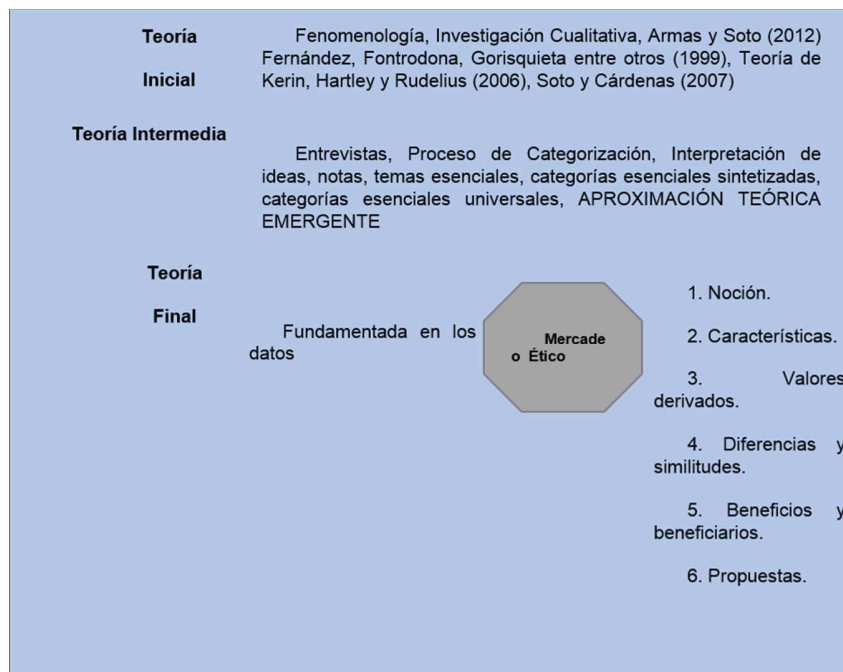 Teoría
Inicial
Fenomenología, Investigación Cualitativa, Armas y Soto (2012)
Fernández, Fontrodona, Gorisquieta entre otros (1999), Teoría de
Kerin, Hartley y Rudelius (2006), Soto y Cárdenas (2007)
Teoría Intermedia
Entrevistas, Proceso de Categorización, Interpretación de
ideas, notas, temas esenciales, categorías esenciales sintetizadas,
categorías esenciales universales, APROXIMACIÓN TEÓRICA
EMERGENTE
Teoría
Final
Fundamentada en los
datos
Mercade
o Ético
1. Noción.
2. Características.
3. Valores
derivados.
4. Diferencias y
similitudes.
5. Beneficios y
beneficiarios.
6. Propuestas.